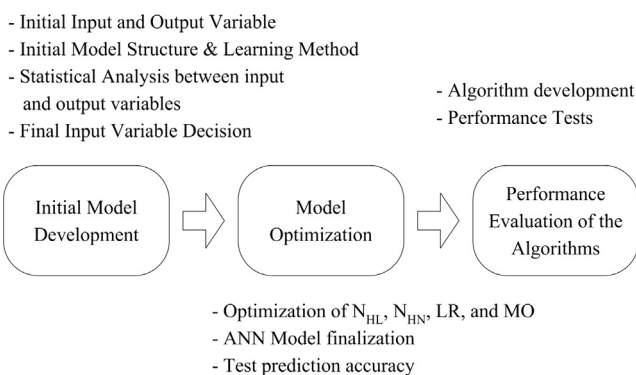 - Initial Input and Output Variable
- Initial Model Structure & Learning Method
- Statistical Analysis between input
and output variables
- Final Input Variable Decision
- Algorithm development
- Performance Tests
Initial Model
Development
Model
Optimization
Performance
Evaluation of the
Algorithms
- Optimization of N_HL, N_HN, LR, and MO
- ANN Model finalization
- Test prediction accuracy